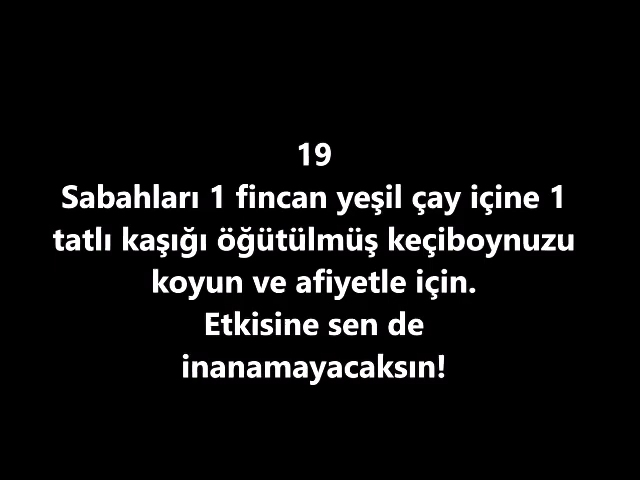 19
Sabahları 1 fincan yeşil çay içine 1
tatlı kaşığı öğütülmüş keçiboynuzu
koyun ve afiyetle için.
Etkisine sen de
inanamayacaksın!